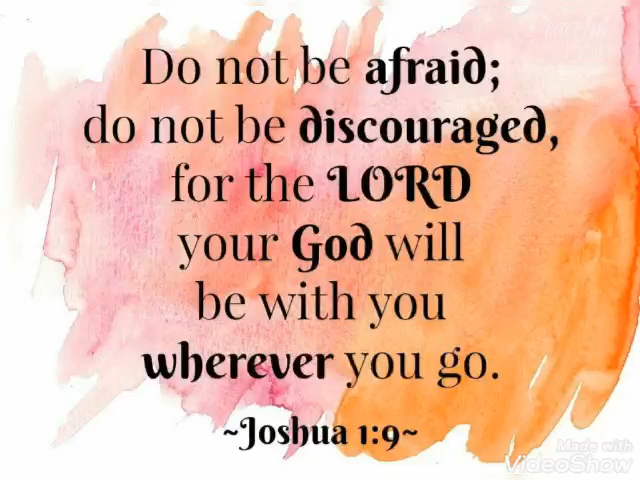 Do not be afraid;
do not be discouraged,
for the LORD
your God will
be with you
wherever you go.
~Joshua 1:9~
Made with
VideoShow